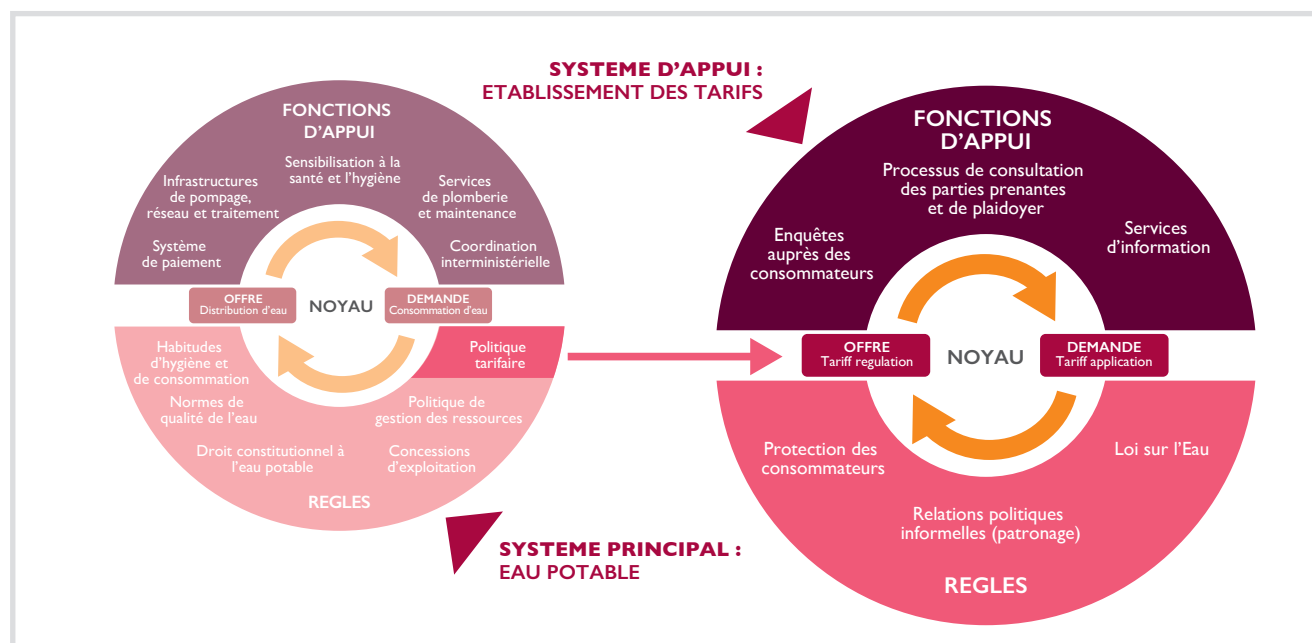 SYSTEME D'APPUI :
ETABLISSEMENT DES TARIFS
FONCTIONS
D'APPUI
Sensibilisation à la
santé et l'hygiène
Infrastructures
de pompage,
réseau et traitement
Services
de plomberie
et maintenance
Système
de paiement
Coordination
interministérielle
OFFRE
Distribution d'eau
NOYAU
DEMANDE
Consommation d'eau
Habitudes
d'hygiène et
de consommation
Politique
tarifaire
Normes de
qualité de l'eau
Politique de
gestion des ressources
Droit constitutionnel à
l'eau potable
Concessions
d'exploitation
REGLES
SYSTEME PRINCIPAL :
EAU POTABLE
FONCTIONS
D'APPUI
Processus de consultation
des parties prenantes
et de plaidoyer
Enquêtes
auprès des
consommateurs
Services
d'information
OFFRE
Tariff regulation
NOYAU
DEMANDE
Tariff application
Protection des
consommateurs
Loi sur l'Eau
Relations politiques
informelles (patronage)
REGLES